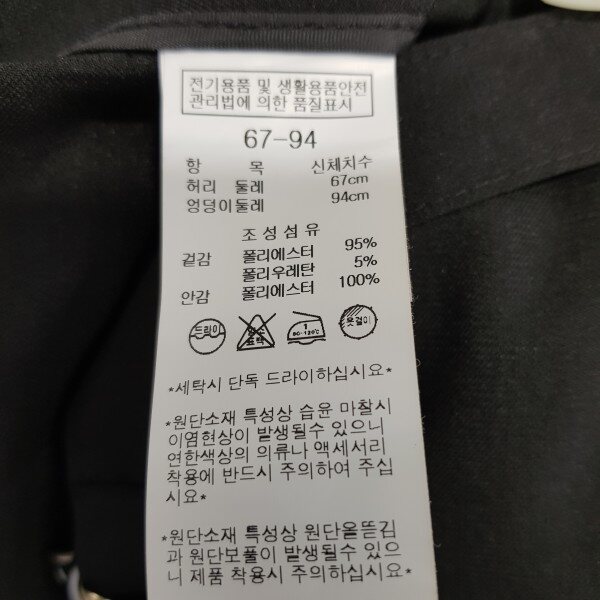 전기용품 및 생활용품안전
관리법에 의한 품질표시
67-94
항 목 신체치수
허리 둘레 67cm
엉덩이둘레 94cm
조성섬유
겉감 폴리에스터 95%
폴리우레탄 5%
안감 폴리에스터 100%
드라이 1 80-120℃ 옷걸이
*세탁시 단독 드라이하십시요*
*원단소재 특성상 습윤 마찰시
이염현상이 발생될수 있으니
연한색상의 의류나 액세서리
착용에 반드시 주의하여 주십
시요*
*원단소재 특성상 원단올뜯김
과 원단보풀이 발생될수 있으
니 제품 착용시 주의하십시요*